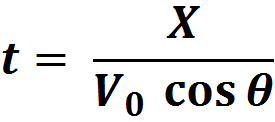 t = X / (V₀ cos θ)